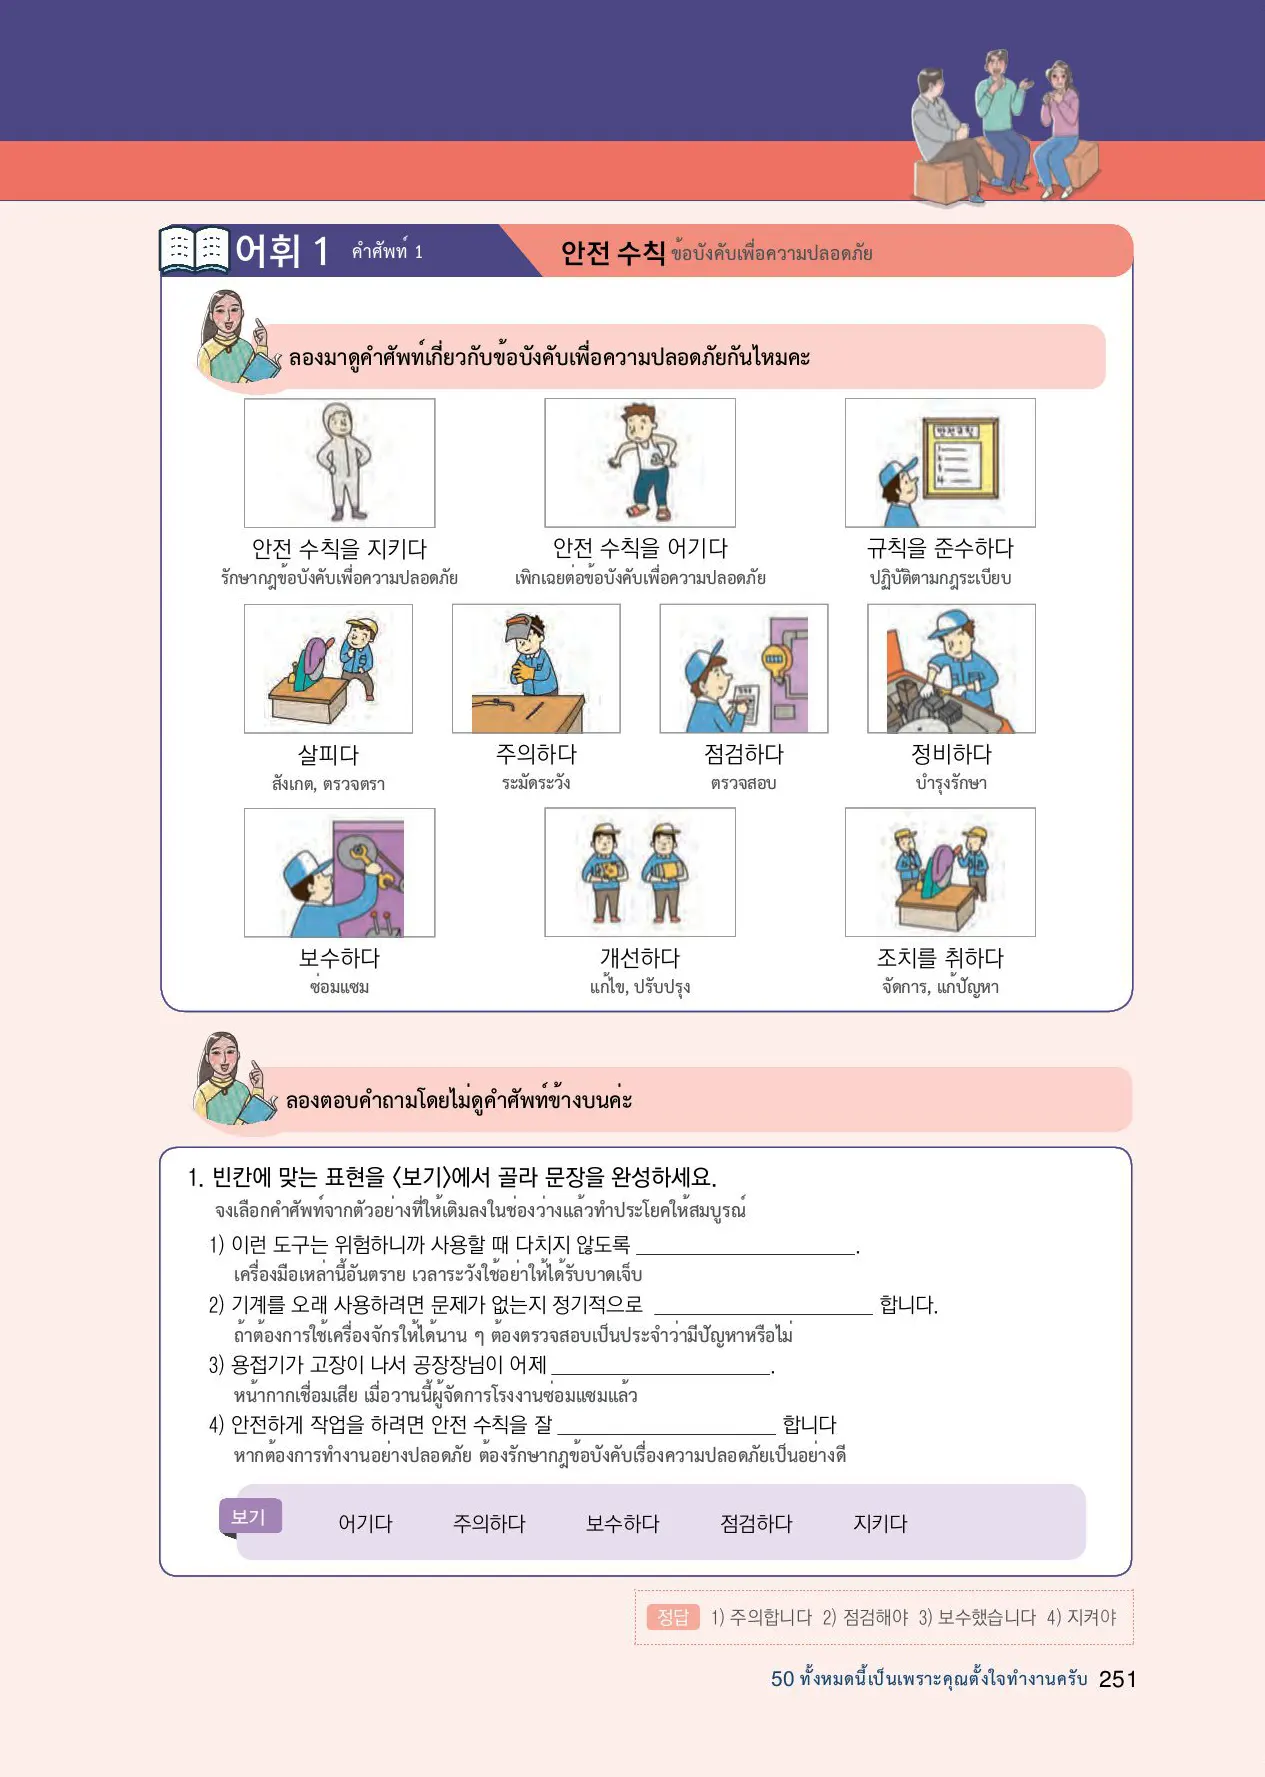 어휘 1 คำศัพท์ 1 안전 수칙 ข้อบังคับเพื่อความปลอดภัย
ลองมาดูคำศัพท์เกี่ยวกับข้อบังคับเพื่อความปลอดภัยกันไหมคะ
안전규칙
1.
2.
3.
4.
안전 수칙을 지키다 안전 수칙을 어기다 규칙을 준수하다
รักษากฎข้อบังคับเพื่อความปลอดภัย เพิกเฉยต่อข้อบังคับเพื่อความปลอดภัย ปฏิบัติตามกฎระเบียบ
살피다 주의하다 점검하다 정비하다
สังเกต, ตรวจตรา ระมัดระวัง ตรวจสอบ บำรุงรักษา
보수하다 개선하다 조치를 취하다
ซ่อมแซม แก้ไข, ปรับปรุง จัดการ, แก้ปัญหา
ลองตอบคำถามโดยไม่ดูคำศัพท์ข้างบนค่ะ
1. 빈칸에 맞는 표현을 <보기>에서 골라 문장을 완성하세요.
จงเลือกคำศัพท์จากตัวอย่างที่ให้เติมลงในช่องว่างแล้วทำประโยคให้สมบูรณ์
1) 이런 도구는 위험하니까 사용할 때 다치지 않도록 ____________________.
เครื่องมือเหล่านี้อันตราย เวลาระวังใช้อย่าให้ได้รับบาดเจ็บ
2) 기계를 오래 사용하려면 문제가 없는지 정기적으로 ____________________ 합니다.
ถ้าต้องการใช้เครื่องจักรให้ได้นาน ๆ ต้องตรวจสอบเป็นประจำว่ามีปัญหาหรือไม่
3) 용접기가 고장이 나서 공장장님이 어제 ____________________.
หน้ากากเชื่อมเสีย เมื่อวานนี้ผู้จัดการโรงงานซ่อมแซมแล้ว
4) 안전하게 작업을 하려면 안전 수칙을 잘 ____________________ 합니다
หากต้องการทำงานอย่างปลอดภัย ต้องรักษากฎข้อบังคับเรื่องความปลอดภัยเป็นอย่างดี
보기 어기다 주의하다 보수하다 점검하다 지키다
정답 1) 주의합니다 2) 점검해야 3) 보수했습니다 4) 지켜야
50 ทั้งหมดนี้เป็นเพราะคุณตั้งใจทำงานครับ 251